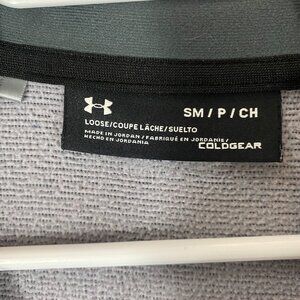 SM / P / CH
LOOSE/COUPE LÂCHE/SUELTO
MADE IN JORDAN / FABRIQUÉ EN JORDANIE/
HECHO EN JORDANIA
COLDGEAR